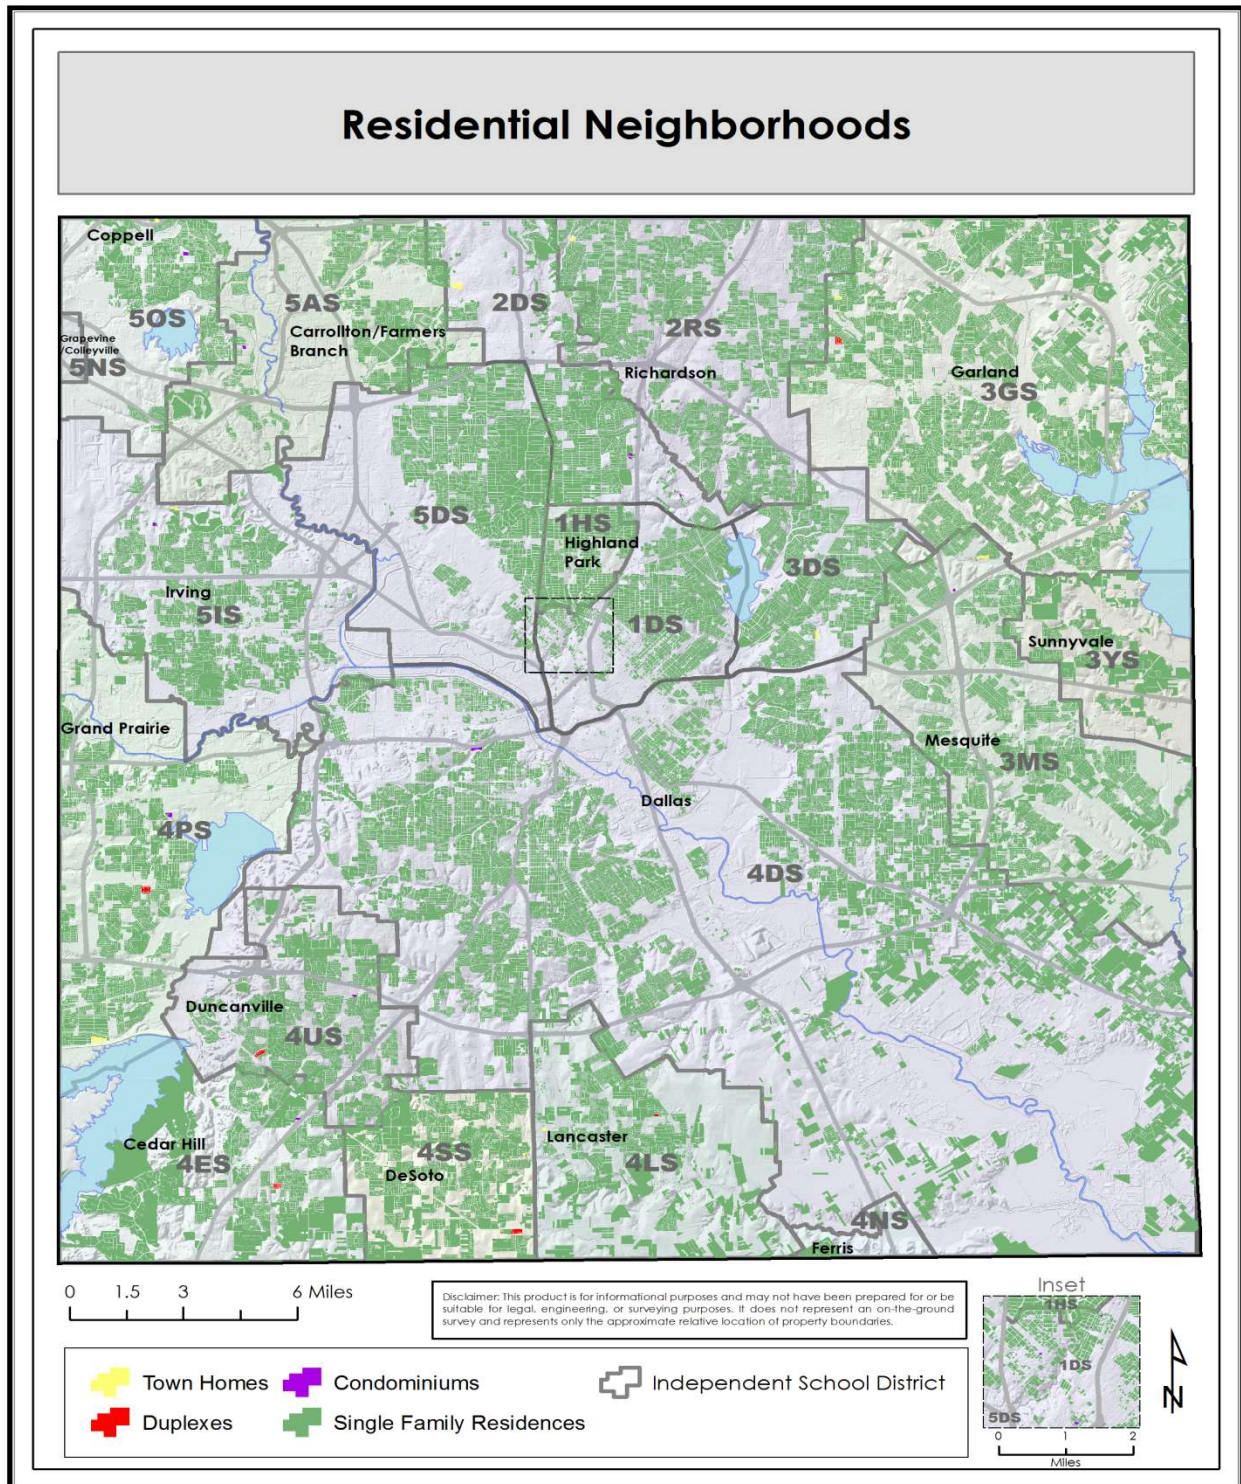 Residential Neighborhoods
Coppell
5OS
5AS
Carrollton/Farmers
Branch
2DS
2RS
Grapevine
/Colleyville
5NS
Richardson
Garland
3GS
5DS
1HS
Highland
Park
3DS
Irving
5IS
1DS
Sunnyvale
3YS
Grand Prairie
Mesquite
3MS
Dallas
4PS
4DS
Duncanville
4US
Cedar Hill
4ES
4SS
DeSoto
Lancaster
4LS
4NS
Ferris
0 1.5 3 6 Miles
Disclaimer: This product is for informational purposes and may not have been prepared for or be
suitable for legal, engineering, or surveying purposes. It does not represent an on-the-ground
survey and represents only the approximate relative location of property boundaries.
Inset
1HS
1DS
5DS
0 1 2
Miles
N
Town Homes
Condominiums
Independent School District
Duplexes
Single Family Residences